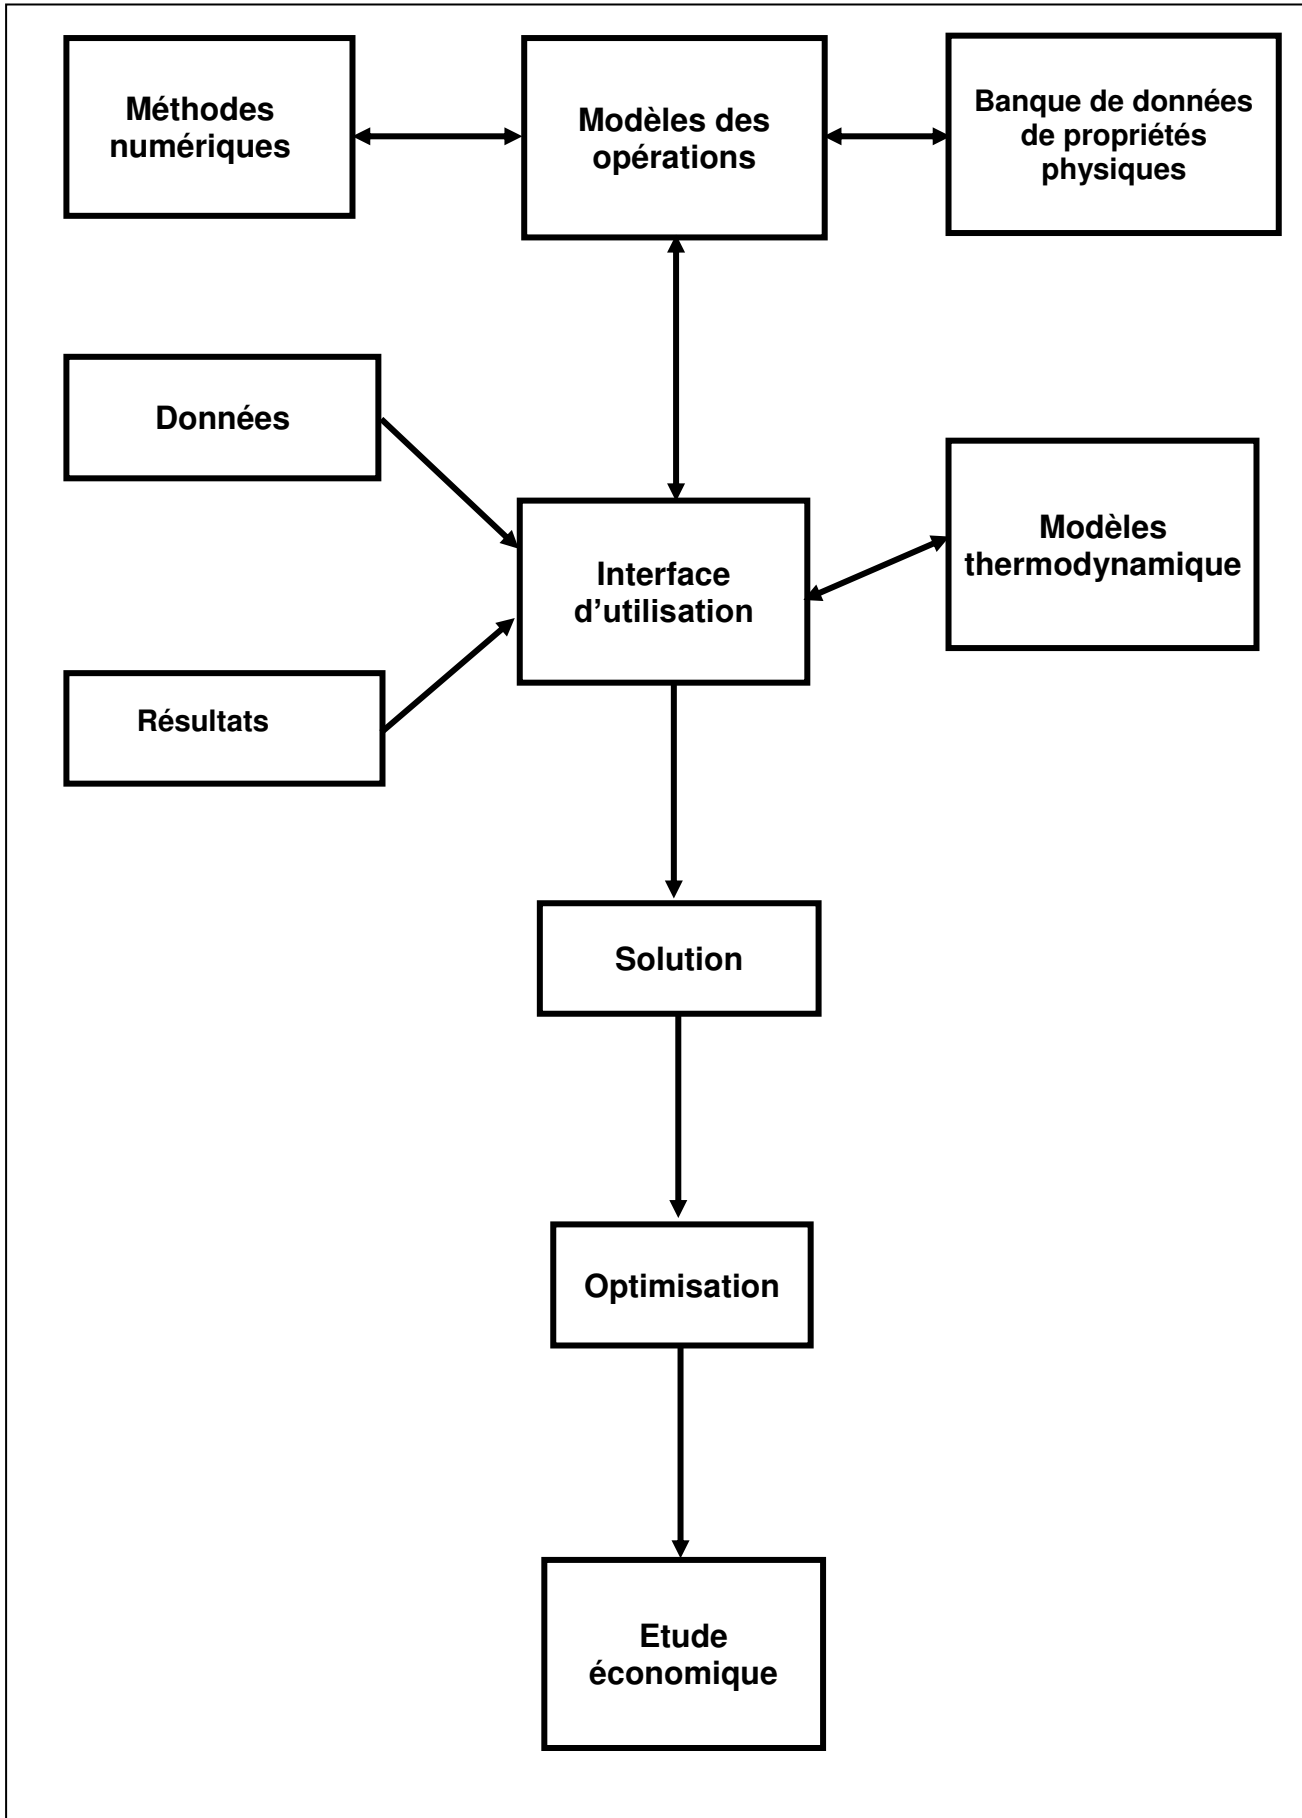 Méthodes
numériques
Modèles des
opérations
Banque de données
de propriétés
physiques
Données
Modèles
thermodynamique
Interface
d’utilisation
Résultats
Solution
Optimisation
Etude
économique